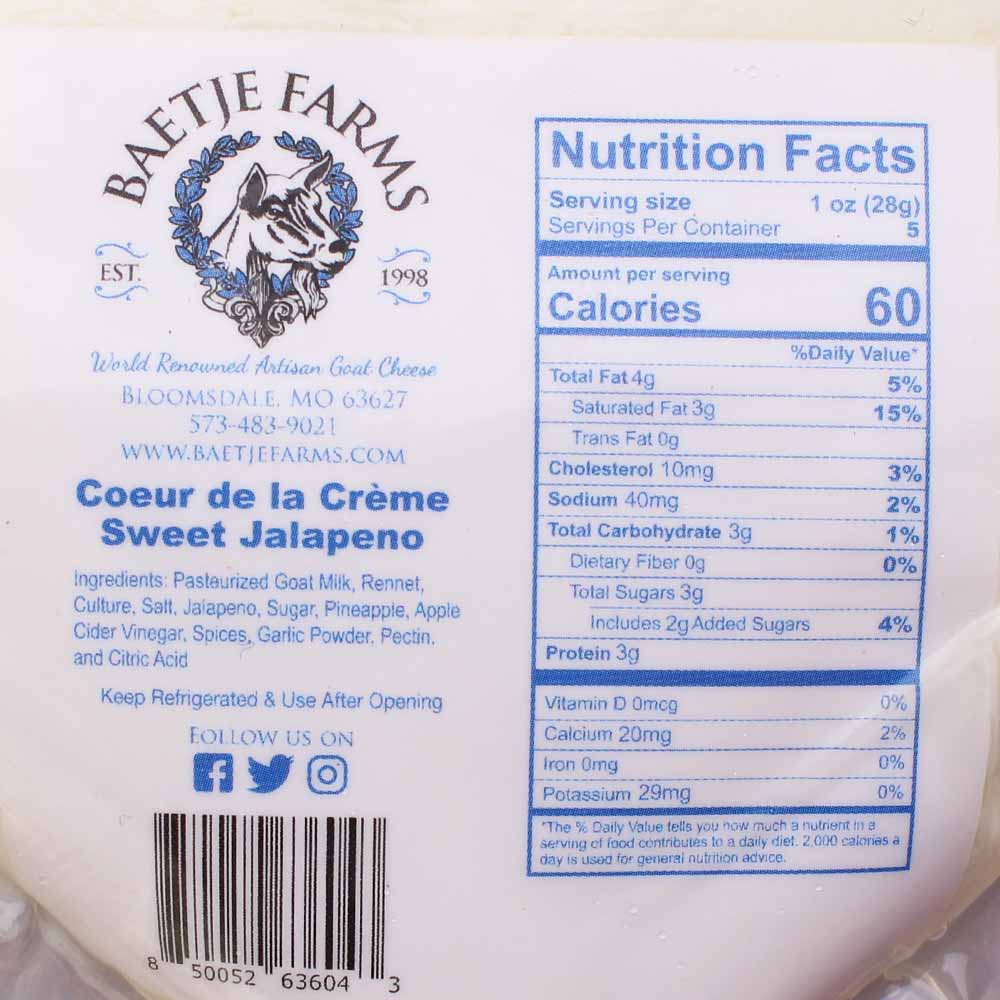 BAETJE FARMS
EST. 1998
World Renowned Artisan Goat Cheese
BLOOMSDALE, MO 63627
573-483-9021
WWW.BAETJEFARMS.COM
Coeur de la Crème
Sweet Jalapeno
Ingredients: Pasteurized Goat Milk, Rennet,
Culture, Salt, Jalapeno, Sugar, Pineapple, Apple
Cider Vinegar, Spices, Garlic Powder, Pectin,
and Citric Acid
Keep Refrigerated & Use After Opening
FOLLOW US ON
8 50052 63604 3
Nutrition Facts
Serving size 1 oz (28g)
Servings Per Container 5
Amount per serving
Calories 60
%Daily Value*
Total Fat 4g 5%
Saturated Fat 3g 15%
Trans Fat 0g
Cholesterol 10mg 3%
Sodium 40mg 2%
Total Carbohydrate 3g 1%
Dietary Fiber 0g 0%
Total Sugars 3g
Includes 2g Added Sugars 4%
Protein 3g
Vitamin D 0mcg 0%
Calcium 20mg 2%
Iron 0mg 0%
Potassium 29mg 0%
*The % Daily Value tells you how much a nutrient in a
serving of food contributes to a daily diet. 2,000 calories a
day is used for general nutrition advice.